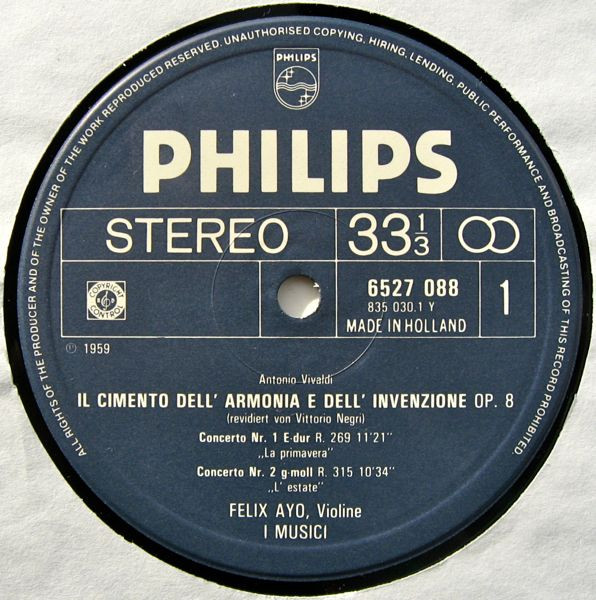 ALL RIGHTS OF THE PRODUCER AND OF THE OWNER OF THE WORK REPRODUCED RESERVED. UNAUTHORISED COPYING, HIRING, LENDING, PUBLIC PERFORMANCE AND BROADCASTING OF THIS RECORD PROHIBITED.
PHILIPS
PHILIPS
STEREO 33 1/3
COPYRIGHT
B D
CONTROL
6527 088
835 030.1 Y
MADE IN HOLLAND
1
Ⓟ 1959
Antonio Vivaldi
IL CIMENTO DELL' ARMONIA E DELL' INVENZIONE OP. 8
(revidiert von Vittorio Negri)
Concerto Nr. 1 E-dur R. 269 11'21"
„La primavera"
Concerto Nr. 2 g-moll R. 315 10'34"
„L' estate"
FELIX AYO, Violine
I MUSICI